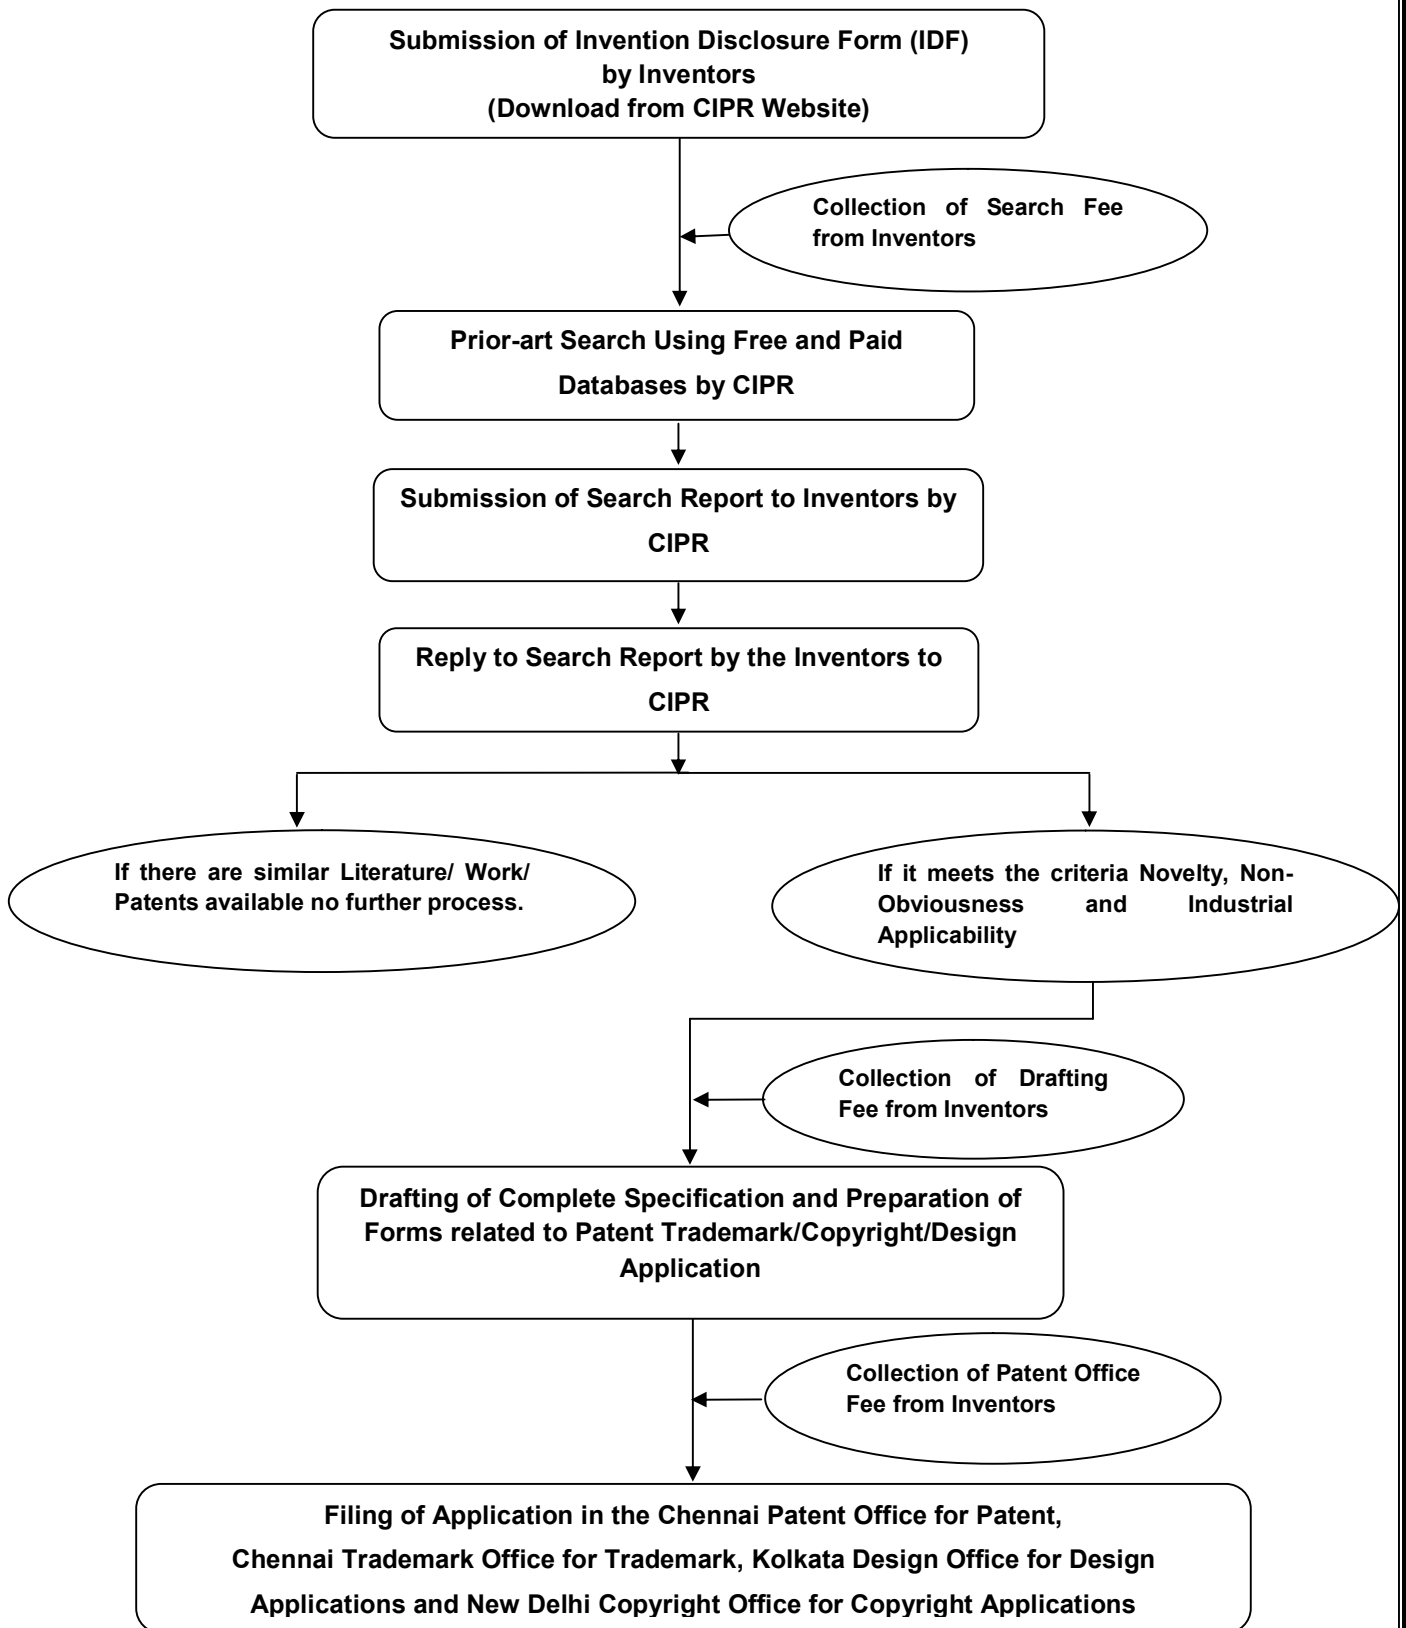 Submission of Invention Disclosure Form (IDF)
by Inventors
(Download from CIPR Website)
Collection of Search Fee
from Inventors
Prior-art Search Using Free and Paid
Databases by CIPR
Submission of Search Report to Inventors by
CIPR
Reply to Search Report by the Inventors to
CIPR
If there are similar Literature/ Work/
Patents available no further process.
If it meets the criteria Novelty, Non-
Obviousness and Industrial
Applicability
Collection of Drafting
Fee from Inventors
Drafting of Complete Specification and Preparation of
Forms related to Patent Trademark/Copyright/Design
Application
Collection of Patent Office
Fee from Inventors
Filing of Application in the Chennai Patent Office for Patent,
Chennai Trademark Office for Trademark, Kolkata Design Office for Design
Applications and New Delhi Copyright Office for Copyright Applications